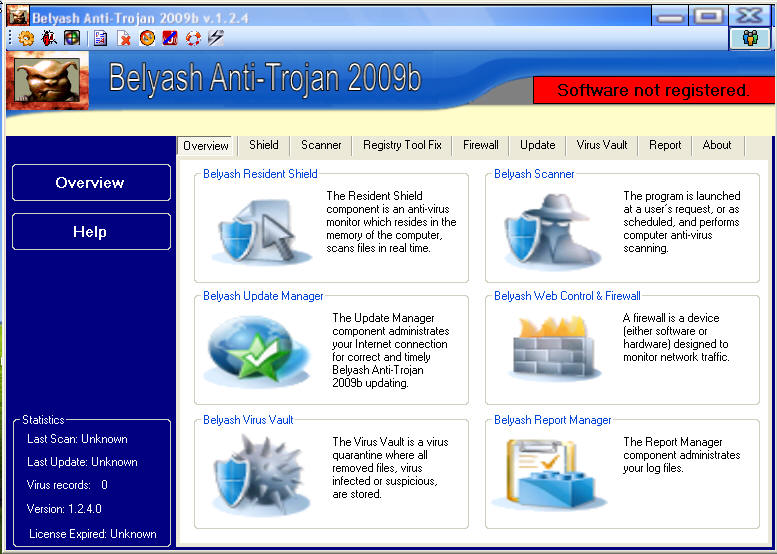 Belyash Anti-Trojan 2009b v.1.2.4
Belyash Anti-Trojan 2009b
Software not registered.
Overview
Shield
Scanner
Registry Tool Fix
Firewall
Update
Virus Vault
Report
About
Overview
Help
Belyash Resident Shield
The Resident Shield
component is an anti-virus
monitor which resides in the
memory of the computer,
scans files in real time.
Belyash Scanner
The program is launched
at a user's request, or as
scheduled, and performs
computer anti-virus
scanning.
Belyash Update Manager
The Update Manager
component administrates
your Internet connection
for correct and timely
Belyash Anti-Trojan
2009b updating.
Belyash Web Control & Firewall
A firewall is a device
(either software or
hardware) designed to
monitor network traffic.
Belyash Virus Vault
The Virus Vault is a virus
quarantine where all
removed files, virus
infected or suspicious,
are stored.
Belyash Report Manager
The Report Manager
component administrates
your log files.
Statistics
Last Scan: Unknown
Last Update: Unknown
Virus records: 0
Version: 1.2.4.0
License Expired: Unknown